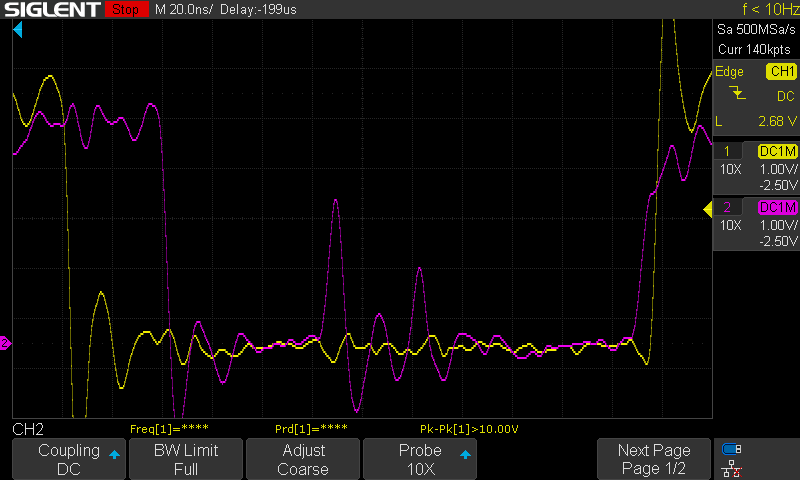 SIGLENT Stop M 20.0ns/ Delay:-199us f < 10Hz
Sa 500MSa/s
Curr 140kpts
Edge CH1
DC
L 2.68 V
1 DC1M
10X 1.00V/
-2.50V
2 DC1M
10X 1.00V/
-2.50V
2
CH2 Freq[1]=**** Prd[1]=**** Pk-Pk[1]>10.00V
Coupling
DC
BW Limit
Full
Adjust
Coarse
Probe
10X
Next Page
Page 1/2